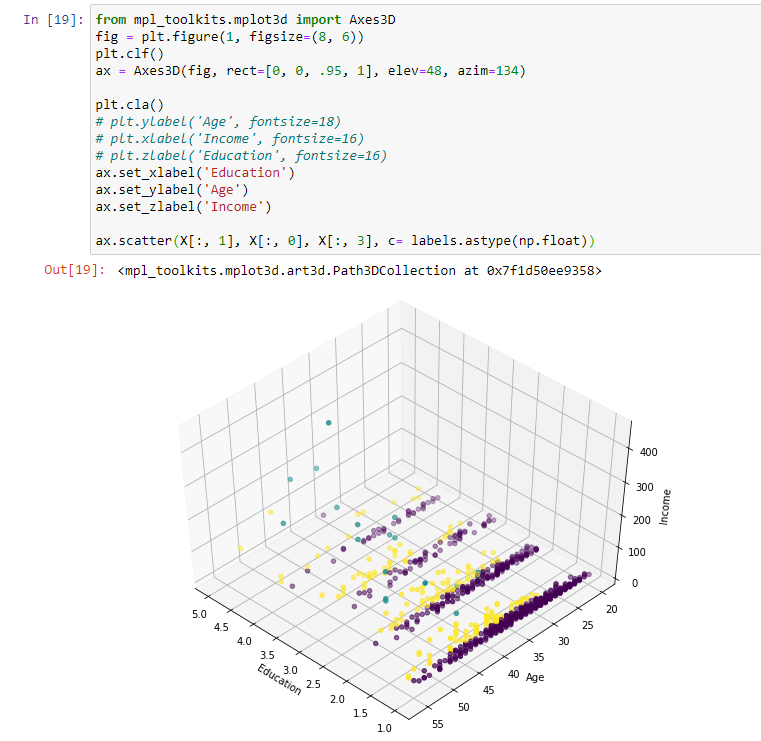 In [19]: from mpl_toolkits.mplot3d import Axes3D
fig = plt.figure(1, figsize=(8, 6))
plt.clf()
ax = Axes3D(fig, rect=[0, 0, .95, 1], elev=48, azim=134)
plt.cla()
# plt.ylabel('Age', fontsize=18)
# plt.xlabel('Income', fontsize=16)
# plt.zlabel('Education', fontsize=16)
ax.set_xlabel('Education')
ax.set_ylabel('Age')
ax.set_zlabel('Income')
ax.scatter(X[:, 1], X[:, 0], X[:, 3], c= labels.astype(np.float))
Out[19]: <mpl_toolkits.mplot3d.art3d.Path3DCollection at 0x7f1d50ee9358>
400
300
200
100
0
Income
5.0
4.5
4.0
3.5
3.0
2.5
2.0
1.5
1.0
Education
20
25
30
35
40
45
50
55
Age